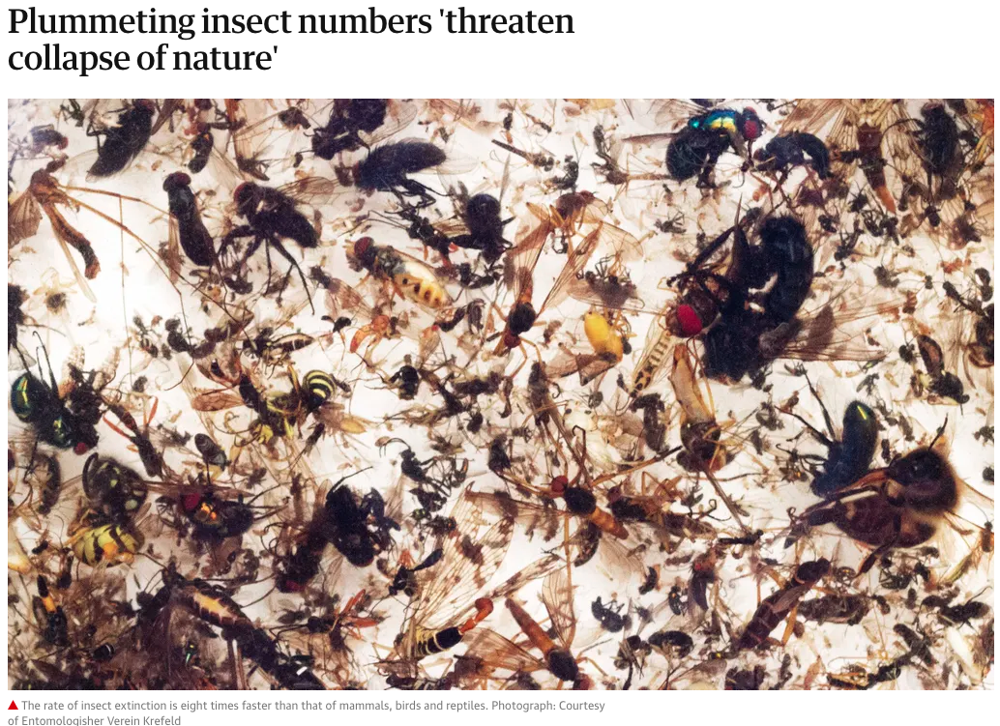 Plummeting insect numbers 'threaten
collapse of nature'
The rate of insect extinction is eight times faster than that of mammals, birds and reptiles. Photograph: Courtesy
of Entomologisher Verein Krefeld